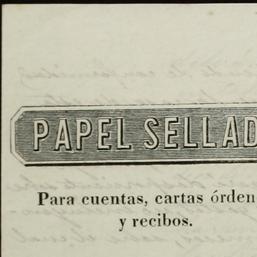 PAPEL SELLAD
Para cuentas, cartas órden
y recibos.